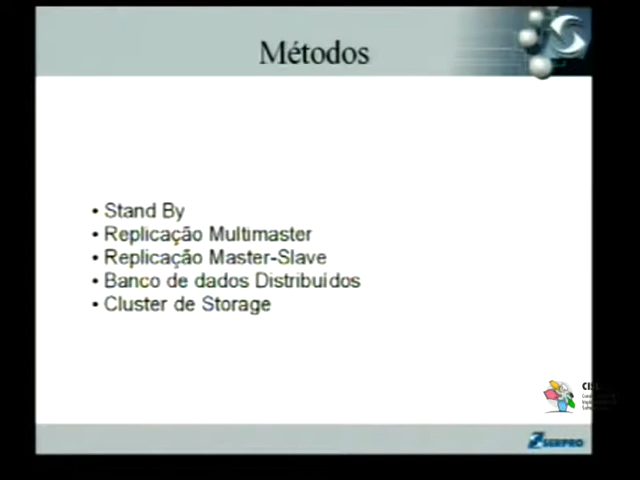 Métodos
• Stand By
• Replicação Multimaster
• Replicação Master-Slave
• Banco de dados Distribuídos
• Cluster de Storage
SERPRO